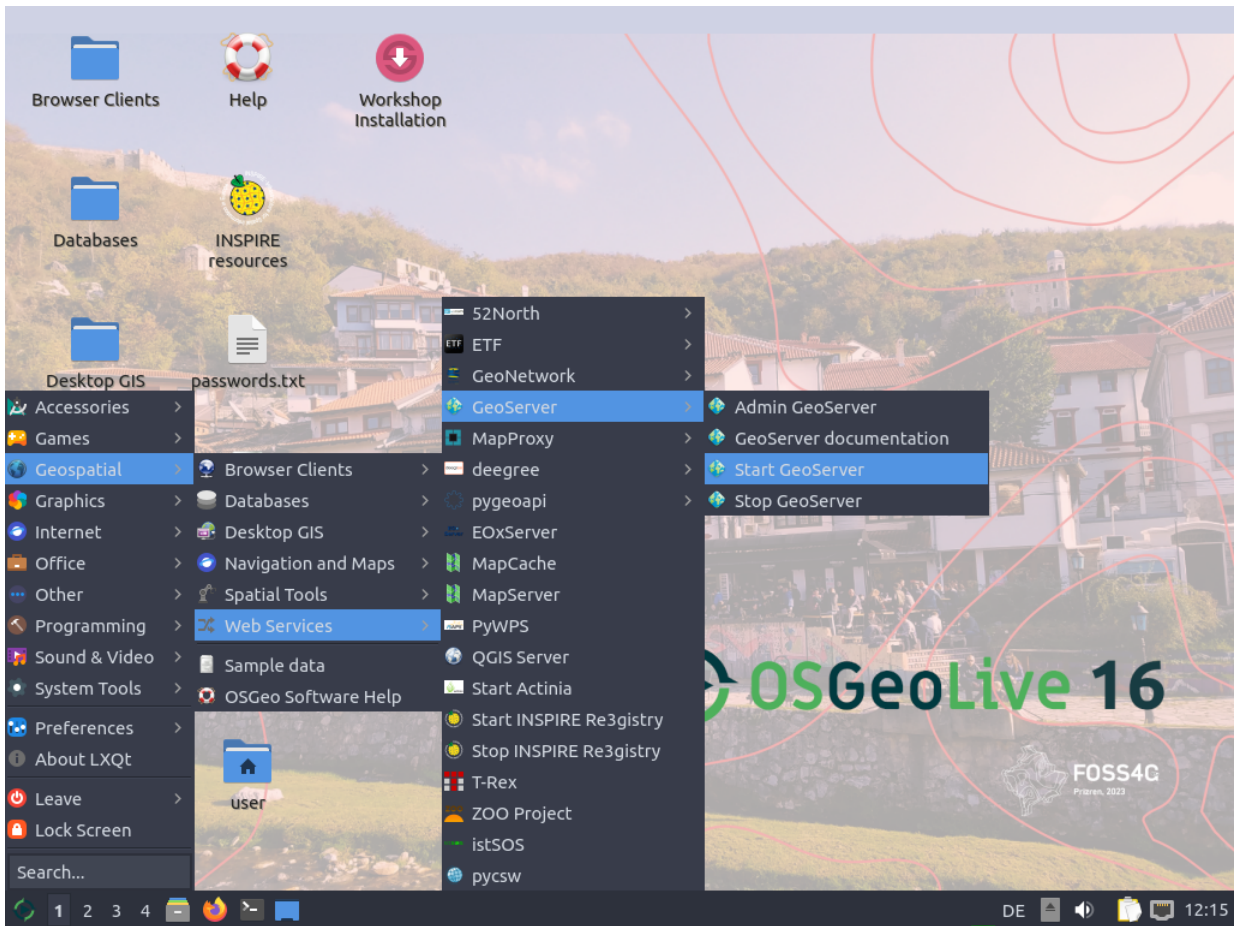 Browser Clients
Help
Workshop
Installation
Databases
INSPIRE
resources
Desktop GIS
passwords.txt
Accessories
Games
Geospatial
Graphics
Internet
Office
Other
Programming
Sound & Video
System Tools
Preferences
About LXQt
Leave
Lock Screen
Search...
Browser Clients
Databases
Desktop GIS
Navigation and Maps
Spatial Tools
Web Services
Sample data
OSGeo Software Help
user
52North
ETF
ETF
GeoNetwork
GeoServer
MapProxy
deegree
pygeoapi
EOxServer
MapCache
MapServer
PyWPS
QGIS Server
Start Actinia
Start INSPIRE Re3gistry
Stop INSPIRE Re3gistry
T-Rex
ZOO Project
istSOS
pycsw
Admin GeoServer
GeoServer documentation
Start GeoServer
Stop GeoServer
OSGeoLive 16
FOSS4G
Prizren, 2023
1 2 3 4
DE
12:15